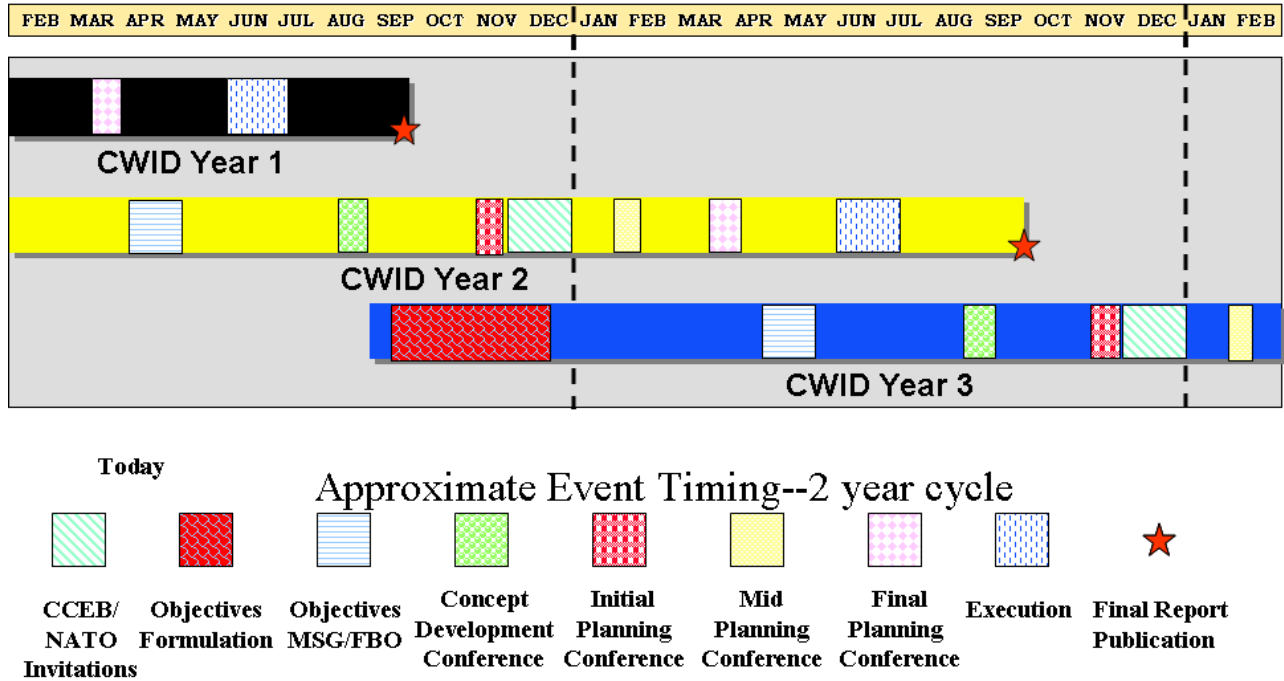 FEB MAR APR MAY JUN JUL AUG SEP OCT NOV DEC JAN FEB MAR APR MAY JUN JUL AUG SEP OCT NOV DEC JAN FEB
CWID Year 1
CWID Year 2
CWID Year 3
Today
Approximate Event Timing--2 year cycle
CCEB/
NATO
Invitations
Objectives
Formulation
Objectives
MSG/FBO
Concept
Development
Conference
Initial
Planning
Conference
Mid
Planning
Conference
Final
Planning
Conference
Execution
Final Report
Publication